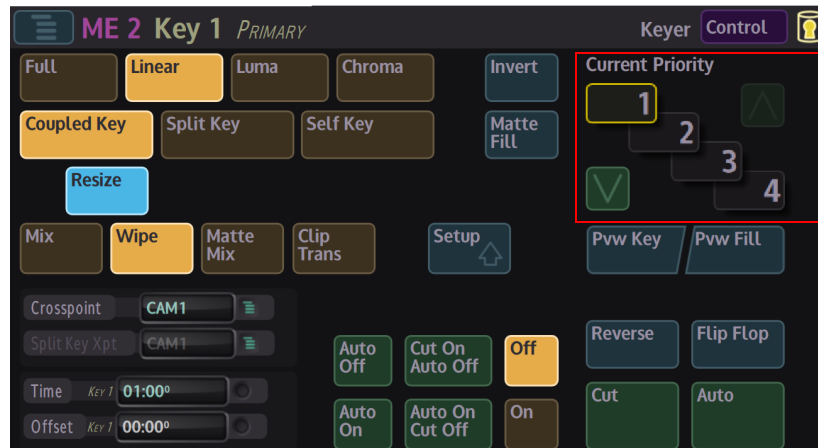 ME 2 Key 1 PRIMARY Keyer Control
Full Linear Luma Chroma Invert Current Priority
1
Coupled Key Split Key Self Key Matte Fill
2
3
Resize
4
Mix Wipe Matte Mix Clip Trans Setup Pvw Key Pvw Fill
Crosspoint CAM1
Split Key Xpt CAM1
Auto Off Cut On Auto Off Off Reverse Flip Flop
Time KEY 1 01:00⁰
Offset KEY 1 00:00⁰
Auto On Auto On Cut Off On Cut Auto